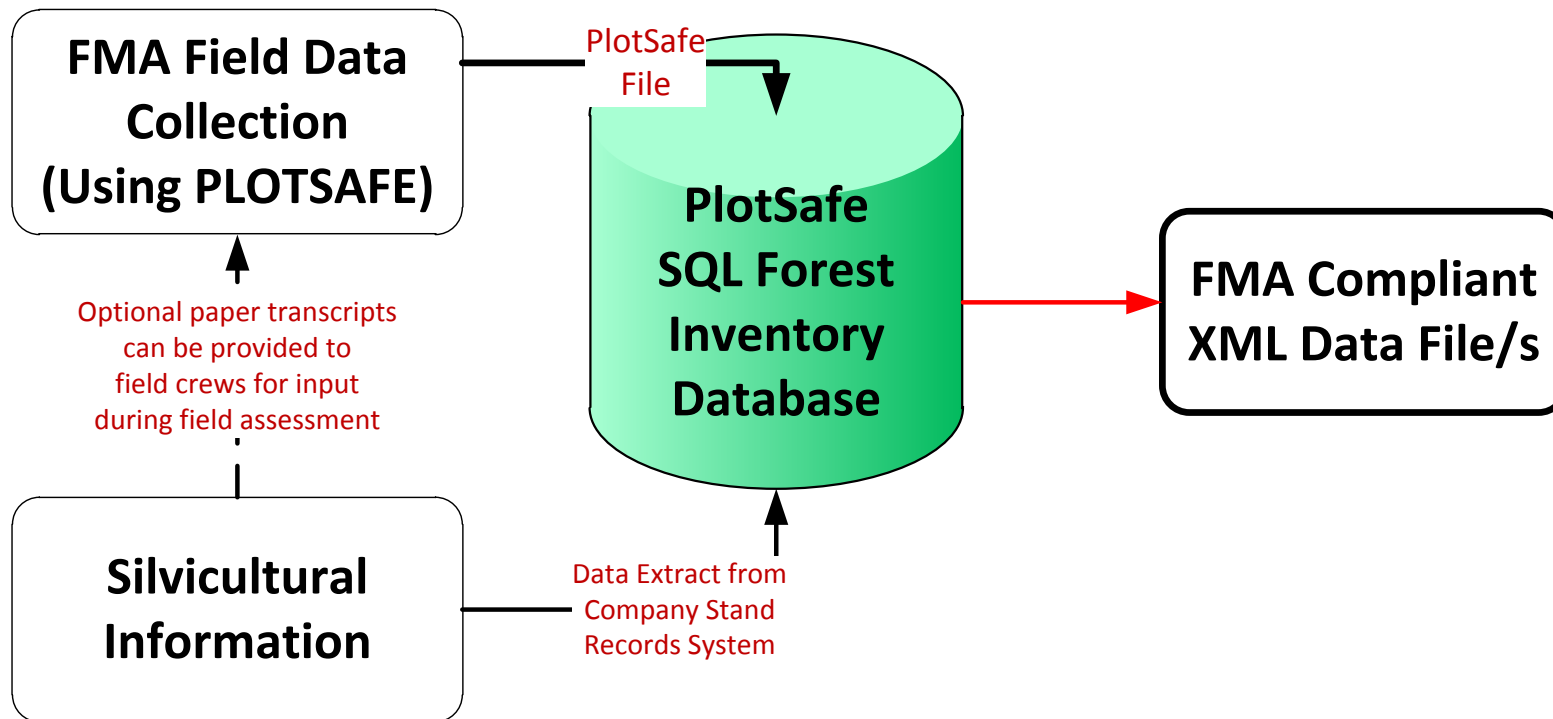 FMA Field Data
Collection
(Using PLOTSAFE)
PlotSafe
File
PlotSafe
SQL Forest
Inventory
Database
FMA Compliant
XML Data File/s
Optional paper transcripts
can be provided to
field crews for input
during field assessment
Silvicultural
Information
Data Extract from
Company Stand
Records System